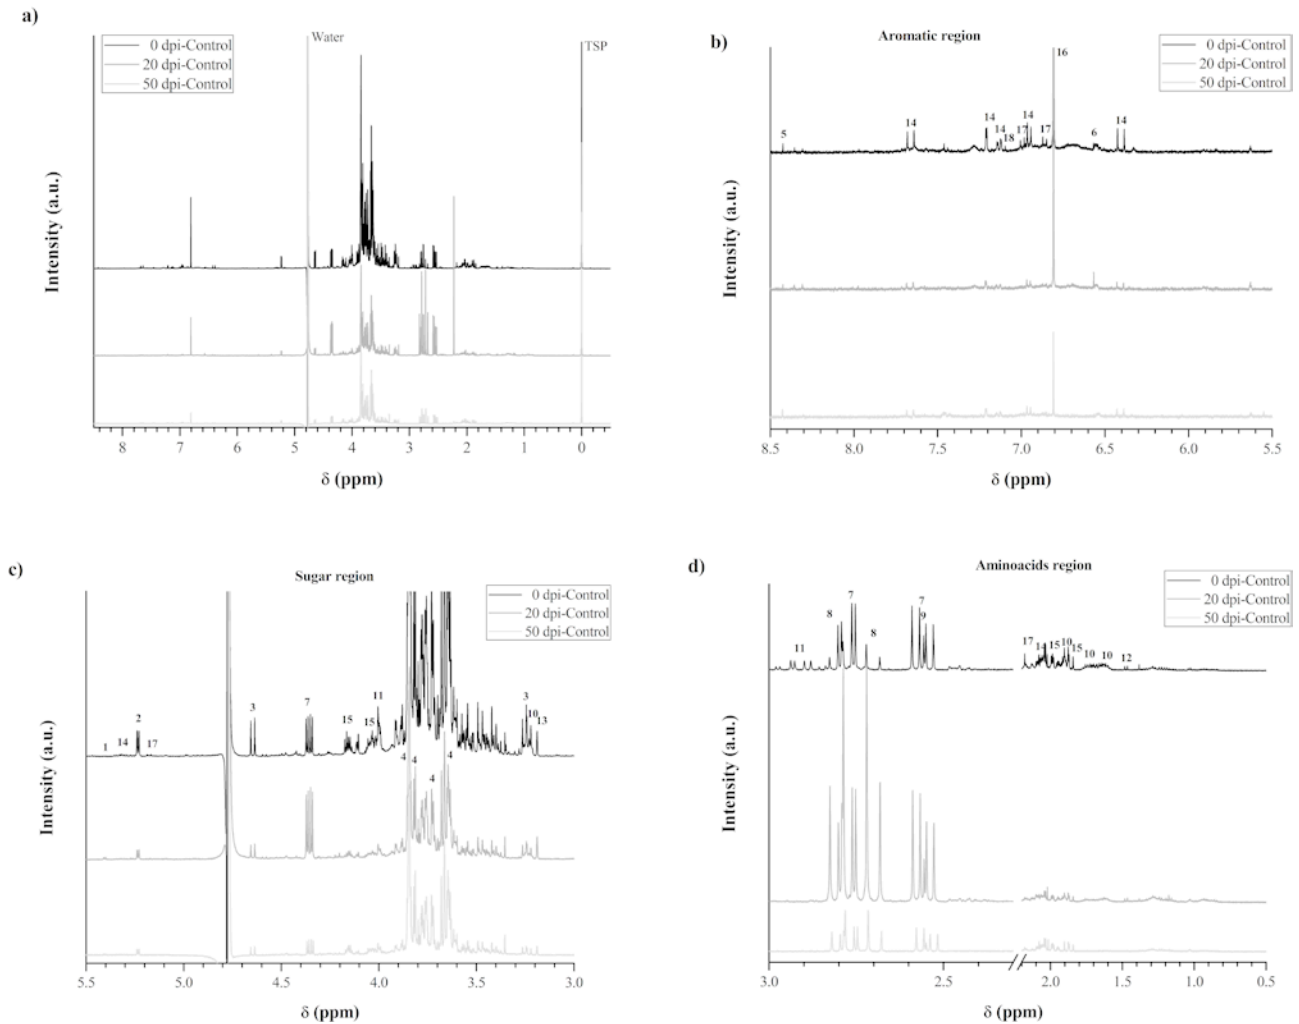 a)
0 dpi-Control
20 dpi-Control
50 dpi-Control
Water
TSP
Intensity (a.u.)
8 6 4 2 0
δ (ppm)
b)
Aromatic region
0 dpi-Control
20 dpi-Control
50 dpi-Control
16
5 14 14 14 14 18 17 17 6 14
Intensity (a.u.)
8.5 8.0 7.5 7.0 6.5 6.0 5.5
δ (ppm)
c)
Sugar region
0 dpi-Control
20 dpi-Control
50 dpi-Control
1 14 2 17 3 7 15 15 11 3 10 13
4 4 4 4
Intensity (a.u.)
5.5 5.0 4.5 4.0 3.5 3.0
δ (ppm)
d)
Aminoacids region
0 dpi-Control
20 dpi-Control
50 dpi-Control
11 8 7 8 7 9 17 14 15 10 15 10 10 12
Intensity (a.u.)
3.0 2.5 2.0 1.5 1.0 0.5
δ (ppm)